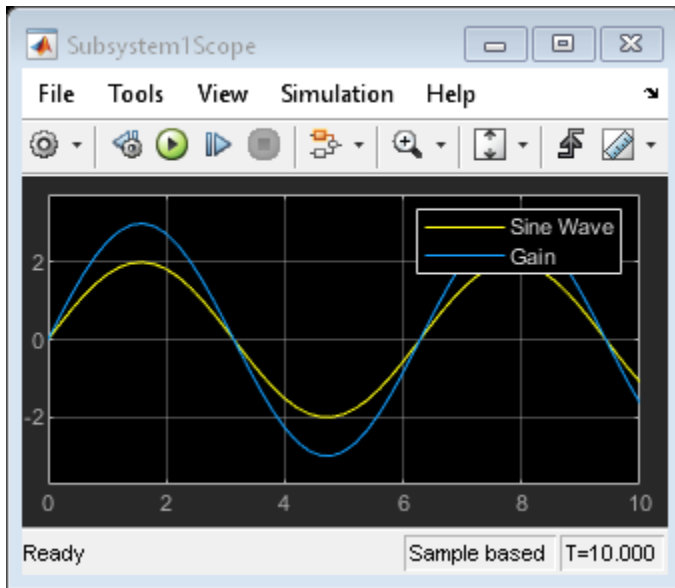 Subsystem1Scope
File Tools View Simulation Help
Sine Wave
Gain
2
0
-2
0 2 4 6 8 10
Ready Sample based T=10.000